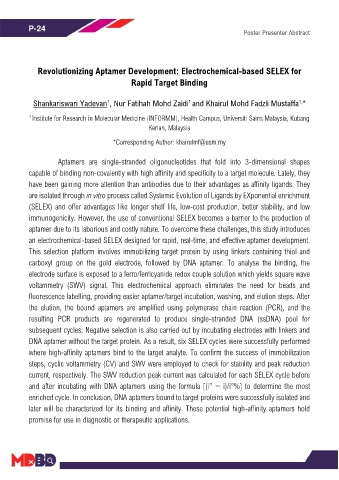 P-24
Poster Presenter Abstract
Revolutionizing Aptamer Development: Electrochemical-based SELEX for
Rapid Target Binding
Shankariswari Yadevan¹, Nur Fatihah Mohd Zaidi¹ and Khairul Mohd Fadzli Mustaffa¹,*
¹Institute for Research in Molecular Medicine (INFORMM), Health Campus, Universiti Sains Malaysia, Kubang
Kerian, Malaysia
*Corresponding Author: khairulmf@usm.my
Aptamers are single-stranded oligonucleotides that fold into 3-dimensional shapes
capable of binding non-covalently with high affinity and specificity to a target molecule. Lately, they
have been gaining more attention than antibodies due to their advantages as affinity ligands. They
are isolated through in vitro process called Systemic Evolution of Ligands by EXponential enrichment
(SELEX) and offer advantages like longer shelf life, low-cost production, better stability, and low
immunogenicity. However, the use of conventional SELEX becomes a barrier to the production of
aptamer due to its laborious and costly nature. To overcome these challenges, this study introduces
an electrochemical-based SELEX designed for rapid, real-time, and effective aptamer development.
This selection platform involves immobilizing target protein by using linkers containing thiol and
carboxyl group on the gold electrode, followed by DNA aptamer. To analyse the binding, the
electrode surface is exposed to a ferro/ferricyanide redox couple solution which yields square wave
voltammetry (SWV) signal. This electrochemical approach eliminates the need for beads and
fluorescence labelling, providing easier aptamer/target incubation, washing, and elution steps. After
the elution, the bound aptamers are amplified using polymerase chain reaction (PCR), and the
resulting PCR products are regenerated to produce single-stranded DNA (ssDNA) pool for
subsequent cycles. Negative selection is also carried out by incubating electrodes with linkers and
DNA aptamer without the target protein. As a result, six SELEX cycles were successfully performed
where high-affinity aptamers bind to the target analyte. To confirm the success of immobilization
steps, cyclic voltammetry (CV) and SWV were employed to check for stability and peak reduction
current, respectively. The SWV reduction peak current was calculated for each SELEX cycle before
and after incubating with DNA aptamers using the formula [(i° − i)/i°%] to determine the most
enriched cycle. In conclusion, DNA aptamers bound to target proteins were successfully isolated and
later will be characterized for its binding and affinity. These potential high-affinity aptamers hold
promise for use in diagnostic or therapeutic applications.